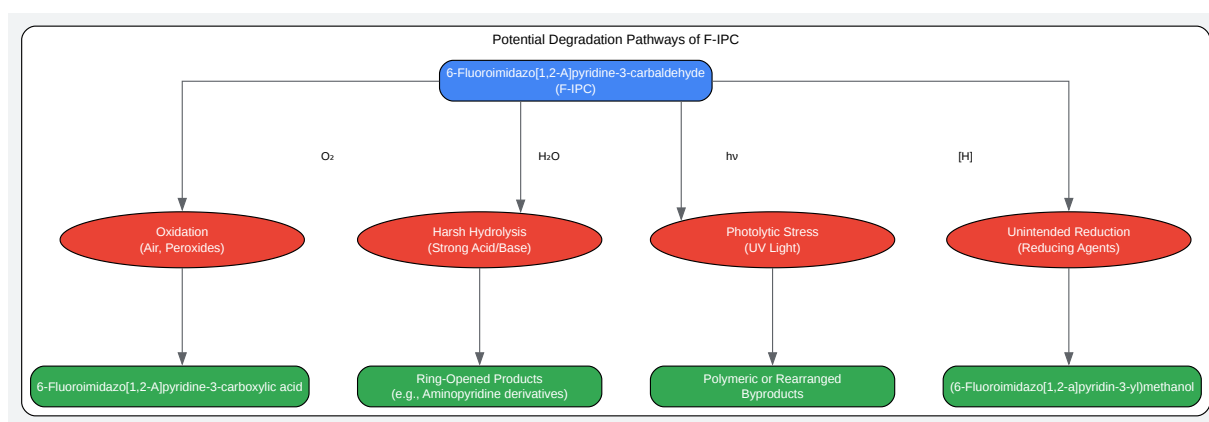 Potential Degradation Pathways of F-IPC
6-Fluoroimidazo[1,2-A]pyridine-3-carbaldehyde
(F-IPC)
O₂
H₂O
hν
[H]
Oxidation
(Air, Peroxides)
Harsh Hydrolysis
(Strong Acid/Base)
Photolytic Stress
(UV Light)
Unintended Reduction
(Reducing Agents)
6-Fluoroimidazo[1,2-A]pyridine-3-carboxylic acid
Ring-Opened Products
(e.g., Aminopyridine derivatives)
Polymeric or Rearranged
Byproducts
(6-Fluoroimidazo[1,2-a]pyridin-3-yl)methanol